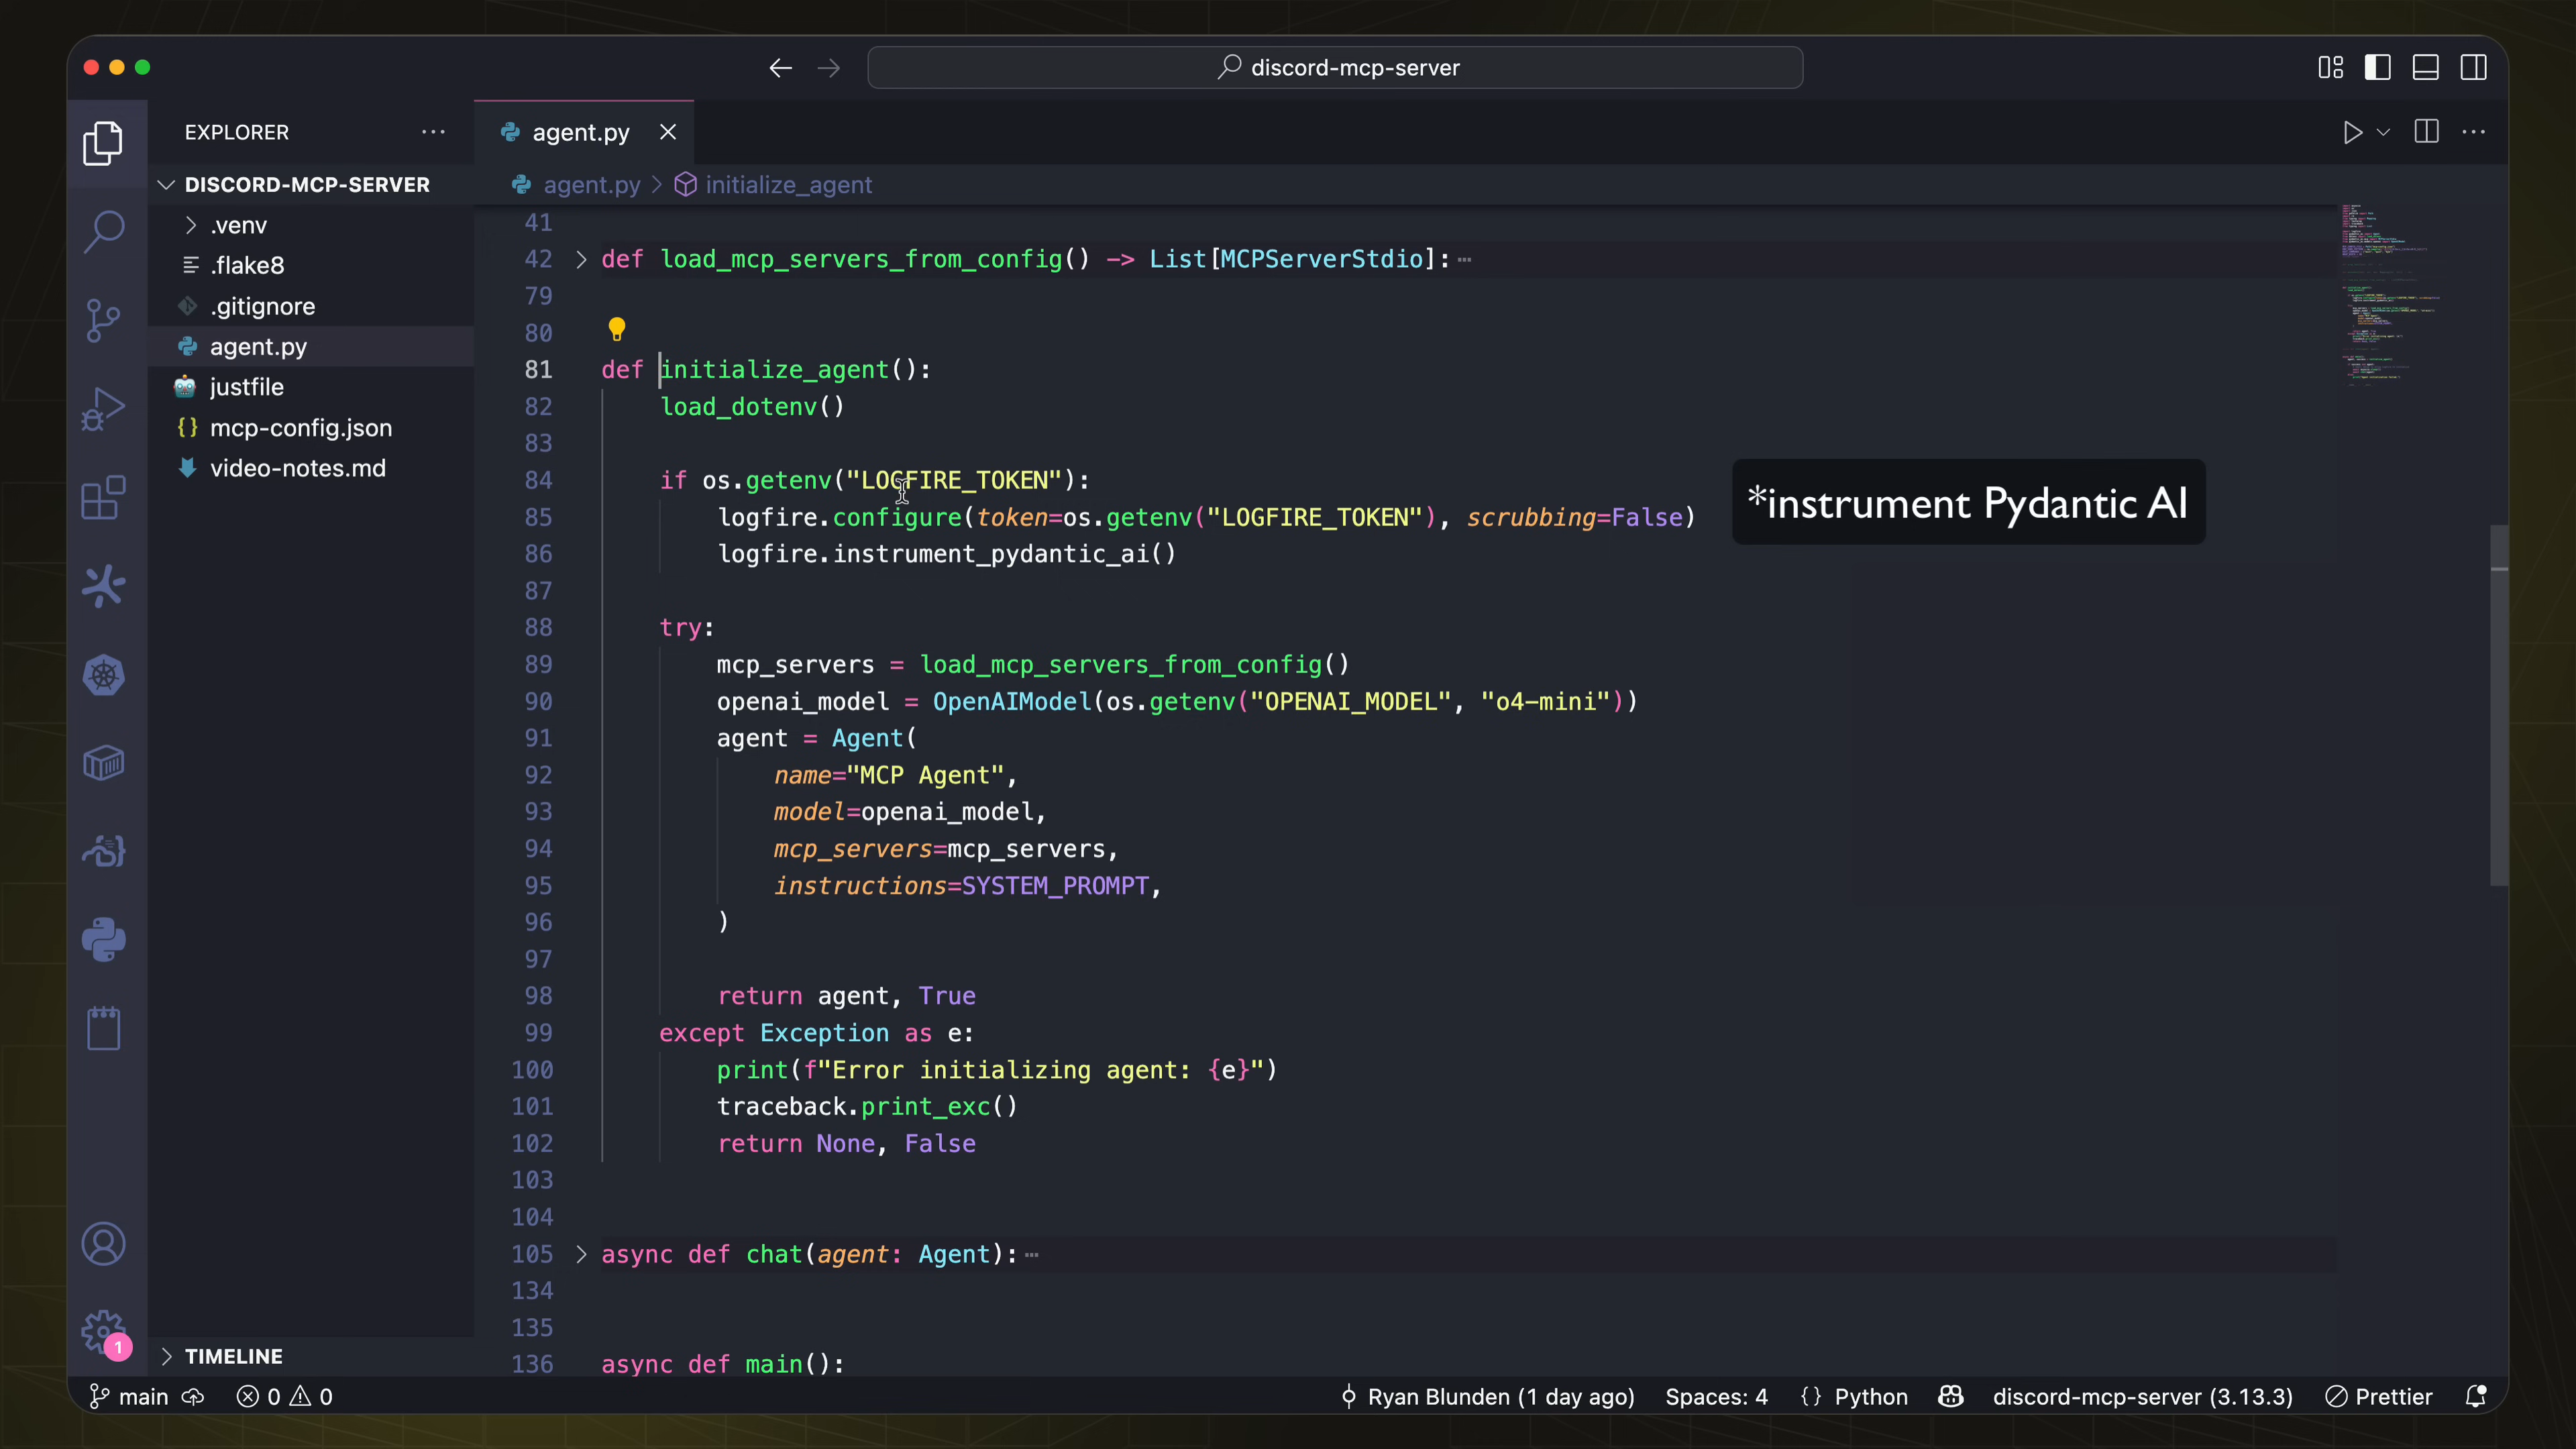 discord-mcp-server
EXPLORER
agent.py
DISCORD-MCP-SERVER
agent.py > initialize_agent
.venv
.flake8
.gitignore
agent.py
justfile
mcp-config.json
video-notes.md
TIMELINE
41
42 def load_mcp_servers_from_config() -> List[MCPServerStdio]:
79
80
81 def initialize_agent():
82 load_dotenv()
83
84 if os.getenv("LOGFIRE_TOKEN"):
85 logfire.configure(token=os.getenv("LOGFIRE_TOKEN"), scrubbing=False)
86 logfire.instrument_pydantic_ai()
87
88 try:
89 mcp_servers = load_mcp_servers_from_config()
90 openai_model = OpenAIModel(os.getenv("OPENAI_MODEL", "o4-mini"))
91 agent = Agent(
92 name="MCP Agent",
93 model=openai_model,
94 mcp_servers=mcp_servers,
95 instructions=SYSTEM_PROMPT,
96 )
97
98 return agent, True
99 except Exception as e:
100 print(f"Error initializing agent: {e}")
101 traceback.print_exc()
102 return None, False
103
104
105 async def chat(agent: Agent):
134
135
136 async def main():
*instrument Pydantic AI
1
main
0 0
Ryan Blunden (1 day ago)
Spaces: 4
{} Python
discord-mcp-server (3.13.3)
Prettier